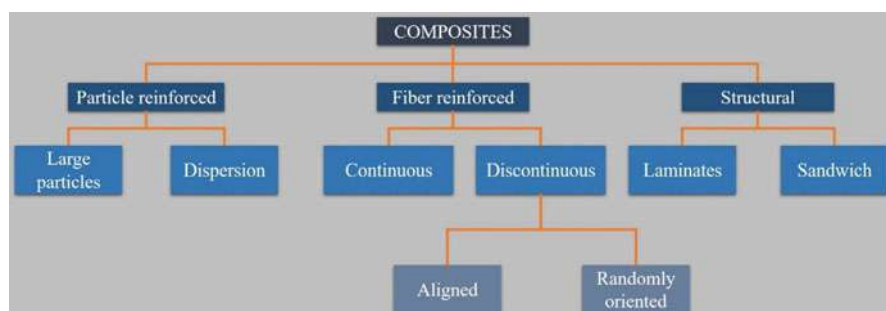 COMPOSITES
Particle reinforced
Fiber reinforced
Structural
Large
particles
Dispersion
Continuous
Discontinuous
Laminates
Sandwich
Aligned
Randomly
oriented